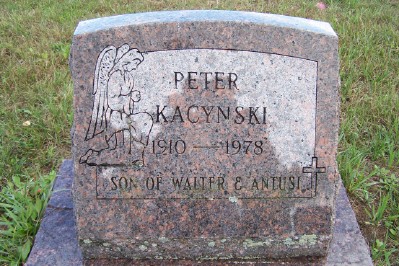 PETER
KACYNSKI
1910 — 1978
SON OF WALTER & ANTUSI